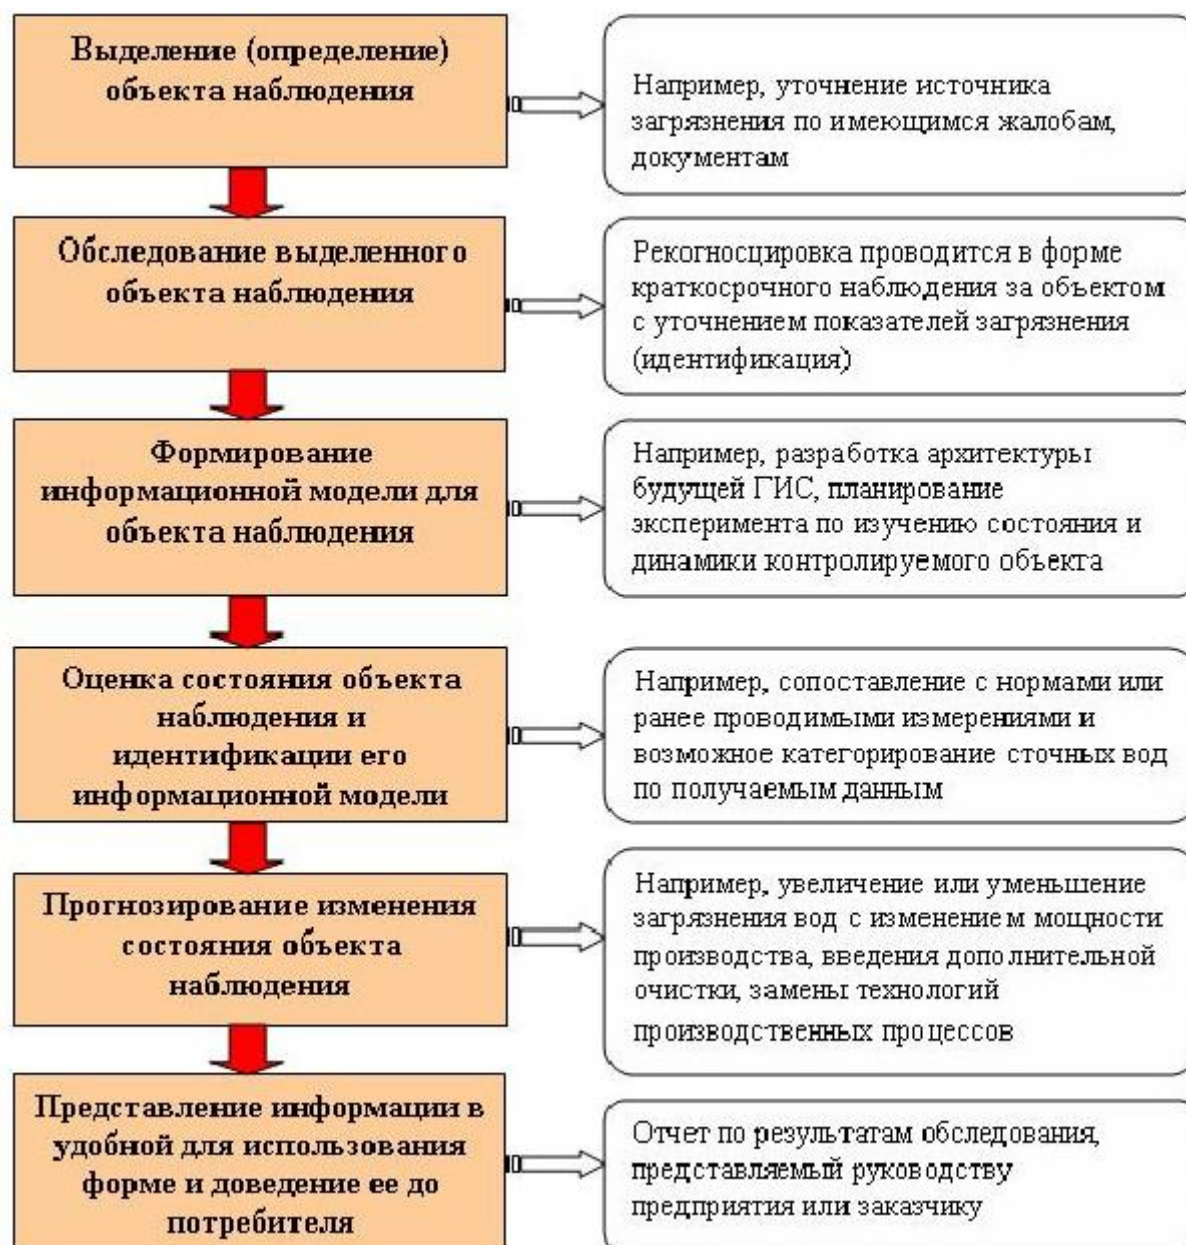 Выделение (определение)
объекта наблюдения
Например, уточнение источника
загрязнения по имеющимся жалобам,
документам
Обследование выделенного
объекта наблюдения
Рекогносцировка проводится в форме
краткосрочного наблюдения за объектом
с уточнением показателей загрязнения
(идентификация)
Формирование
информационной модели для
объекта наблюдения
Например, разработка архитектуры
будущей ГИС, планирование
эксперимента по изучению состояния и
динамики контролируемого объекта
Оценка состояния объекта
наблюдения и
идентификации его
информационной модели
Например, сопоставление с нормами или
ранее проводимыми измерениями и
возможное категорирование сточных вод
по получаемым данным
Прогнозирование изменения
состояния объекта
наблюдения
Например, увеличение или уменьшение
загрязнения вод с изменением мощности
производства, введения дополнительной
очистки, замены технологий
производственных процессов
Представление информации в
удобной для использования
форме и доведение ее до
потребителя
Отчет по результатам обследования,
представляемый руководству
предприятия или заказчику